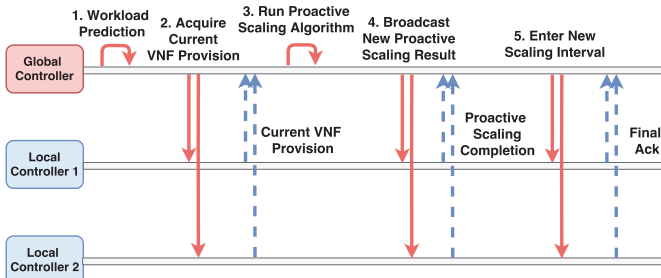 1. Workload
Prediction
2. Acquire
Current
VNF Provision
3. Run Proactive
Scaling Algorithm
4. Broadcast
New Proactive
Scaling Result
5. Enter New
Scaling Interval
Global
Controller
Current VNF
Provision
Proactive
Scaling
Completion
Final
Ack
Local
Controller 1
Local
Controller 2